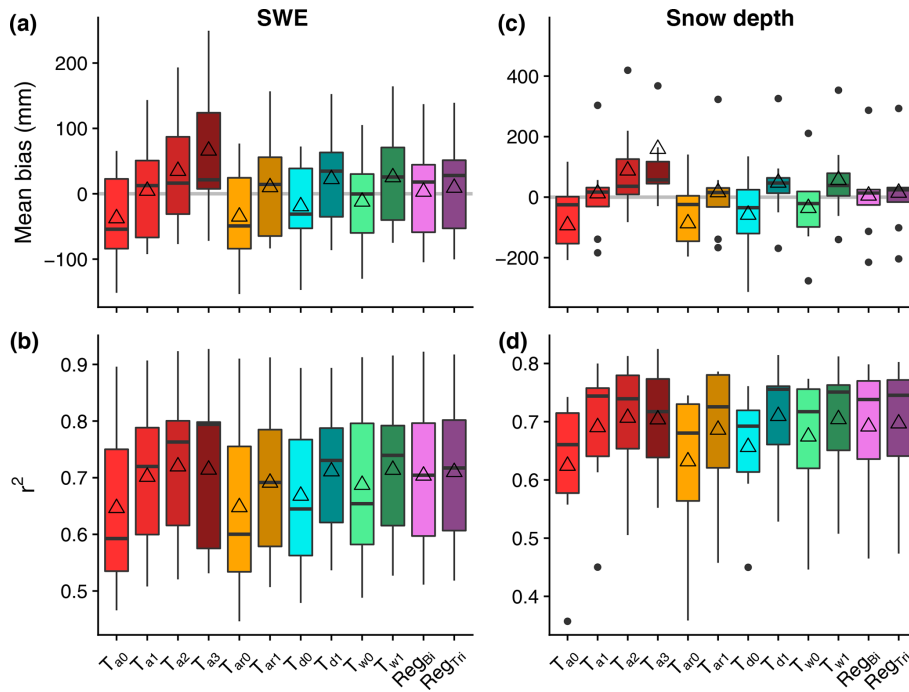 (a) SWE
Mean bias (mm)
200
100
0
−100
(c) Snow depth
400
200
0
−200
(b)
r²
0.9
0.8
0.7
0.6
0.5
Ta0 Ta1 Ta2 Ta3 Tar0 Tar1 Td0 Td1 Tw0 Tw1 RegBi RegTri
(d)
0.8
0.7
0.6
0.5
0.4
Ta0 Ta1 Ta2 Ta3 Tar0 Tar1 Td0 Td1 Tw0 Tw1 RegBi RegTri